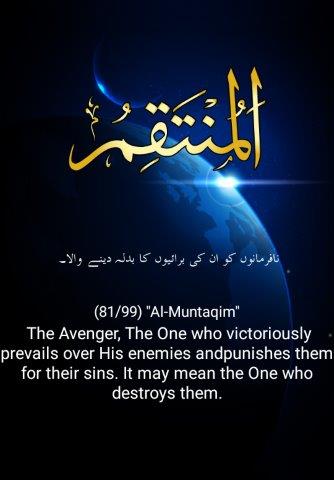 اَلْمُنْتَقِمُ
نافرمانوں کو ان کی برائیوں کا بدلہ دینے والا۔
(81/99) "Al-Muntaqim"
The Avenger, The One who victoriously
prevails over His enemies andpunishes them
for their sins. It may mean the One who
destroys them.